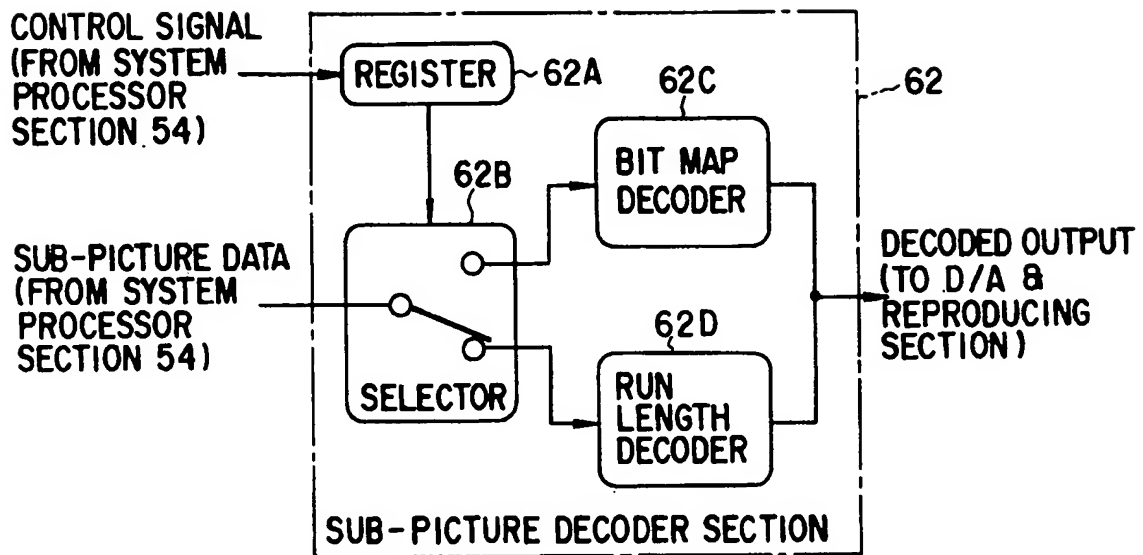 CONTROL SIGNAL
(FROM SYSTEM
PROCESSOR
SECTION 54)
REGISTER
62A
62
62C
BIT MAP
DECODER
62B
SUB-PICTURE DATA
(FROM SYSTEM
PROCESSOR
SECTION 54)
SELECTOR
DECODED OUTPUT
(TO D/A &
REPRODUCING
SECTION)
62D
RUN
LENGTH
DECODER
SUB-PICTURE DECODER SECTION